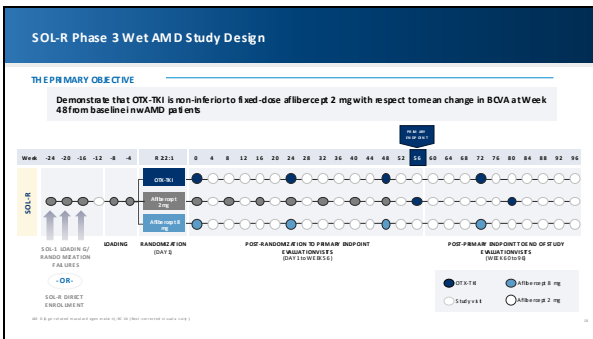 SOL-R Phase 3 Wet AMD Study Design
THE PRIMARY OBJECTIVE
Demonstrate that OTX-TKI is non-inferior to fixed-dose aflibercept 2 mg with respect to mean change in BCVA at Week
48 from baseline in nwAMD patients
PRIMARY
ENDPOINT
Week -24 -20 -16 -12 -8 -4 R 2:2:1 0 4 8 12 16 20 24 28 32 36 40 44 48 52 56 60 64 68 72 76 80 84 88 92 96
SOL-R
OTX-TKI
Aflibercept
2mg
Aflibercept 8
mg
SOL-1 LOADING/
RANDOMIZATION
FAILURES
LOADING
RANDOMIZATION
(DAY 1)
POST-RANDOMIZATION TO PRIMARY ENDPOINT
EVALUATION VISITS
(DAY 1 to WEEK 56)
POST-PRIMARY ENDPOINT TO END OF STUDY
EVALUATION VISITS
(WEEK 60 to 96)
-OR-
SOL-R DIRECT
ENROLLMENT
OTX-TKI
Aflibercept 8 mg
Study visit
Aflibercept 2 mg